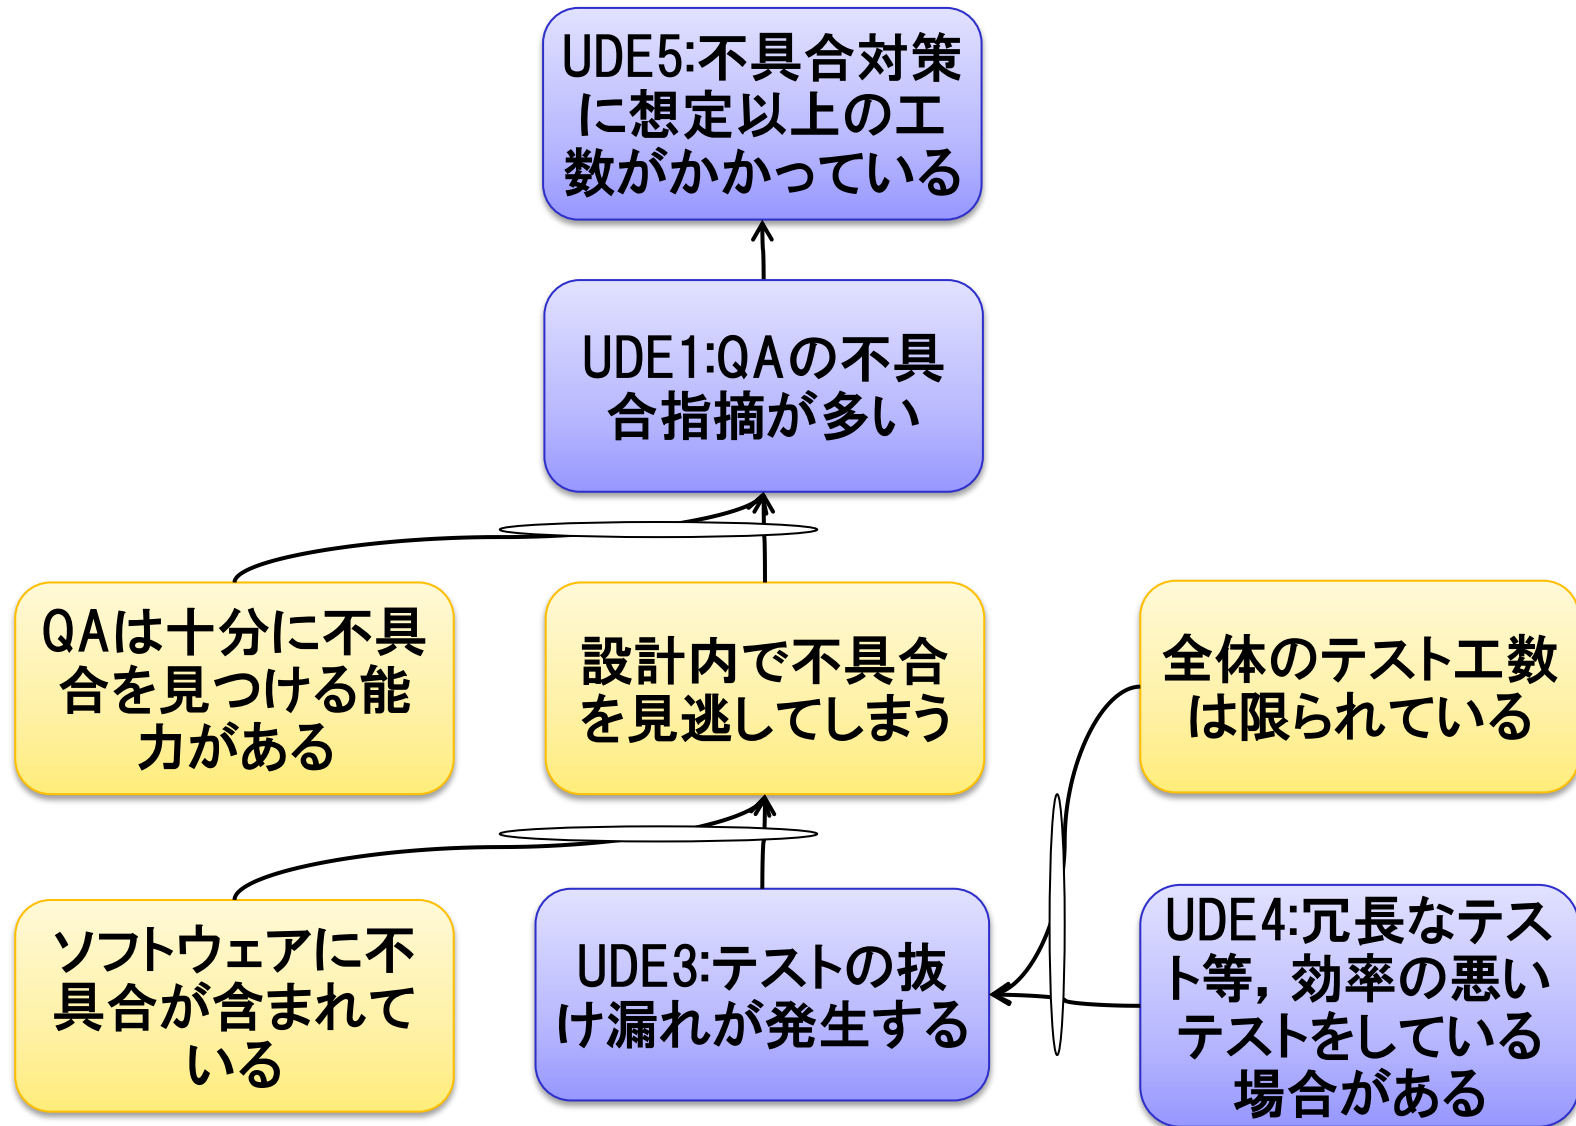 UDE5:不具合対策
に想定以上の工
数がかかっている
UDE1:QAの不具
合指摘が多い
QAは十分に不具
合を見つける能
力がある
設計内で不具合
を見逃してしまう
全体のテスト工数
は限られている
ソフトウェアに不
具合が含まれて
いる
UDE3:テストの抜
け漏れが発生する
UDE4:冗長なテス
ト等，効率の悪い
テストをしている
場合がある